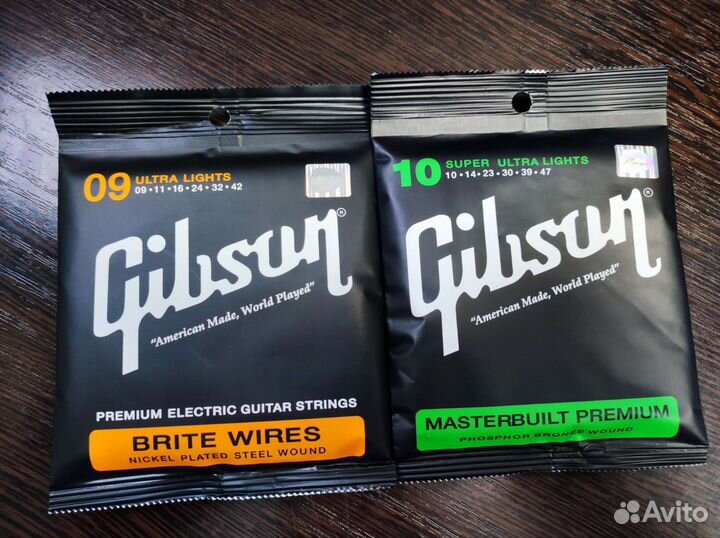 09 ULTRA LIGHTS
09•11•16•24•32•42
Gibson®
"American Made, World Played"
PREMIUM ELECTRIC GUITAR STRINGS
BRITE WIRES
NICKEL PLATED STEEL WOUND
10 SUPER ULTRA LIGHTS
10•14•23•30•39•47
Gibson®
"American Made, World Played"
MASTERBUILT PREMIUM
PHOSPHOR BRONZE WOUND
Avito